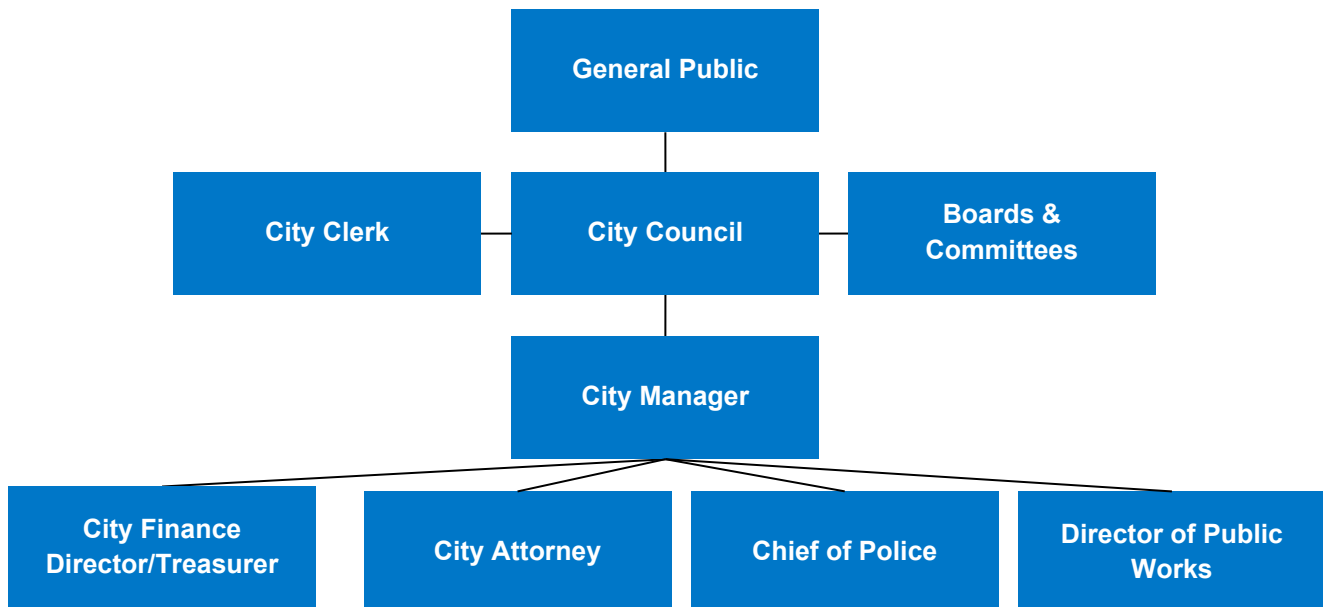 General Public
City Clerk
City Council
Boards &
Committees
City Manager
City Finance
Director/Treasurer
City Attorney
Chief of Police
Director of Public
Works